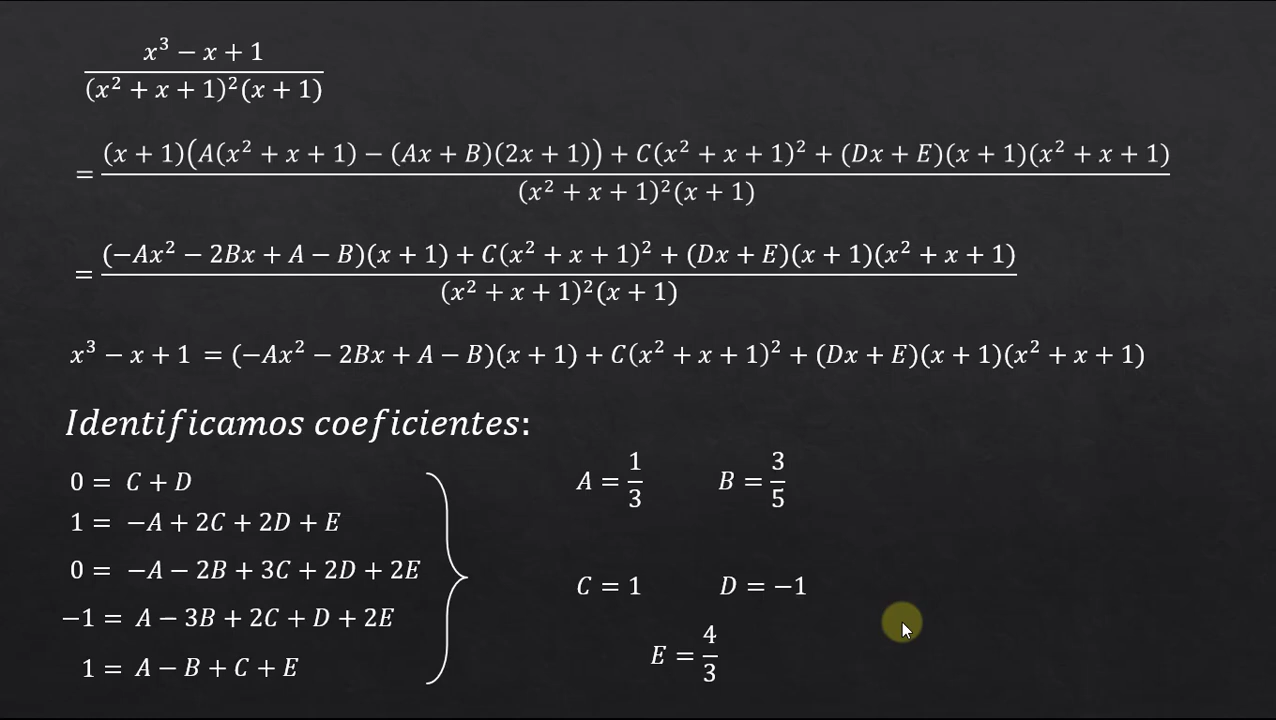 x³ − x + 1
(x² + x + 1)²(x + 1)
= (x + 1)(A(x² + x + 1) − (Ax + B)(2x + 1)) + C(x² + x + 1)² + (Dx + E)(x + 1)(x² + x + 1)
(x² + x + 1)²(x + 1)
= (−Ax² − 2Bx + A − B)(x + 1) + C(x² + x + 1)² + (Dx + E)(x + 1)(x² + x + 1)
(x² + x + 1)²(x + 1)
x³ − x + 1 = (−Ax² − 2Bx + A − B)(x + 1) + C(x² + x + 1)² + (Dx + E)(x + 1)(x² + x + 1)
Identificamos coeficientes:
0 = C + D
1 = −A + 2C + 2D + E
0 = −A − 2B + 3C + 2D + 2E
−1 = A − 3B + 2C + D + 2E
1 = A − B + C + E
A = 1/3 B = 3/5
C = 1 D = −1
E = 4/3